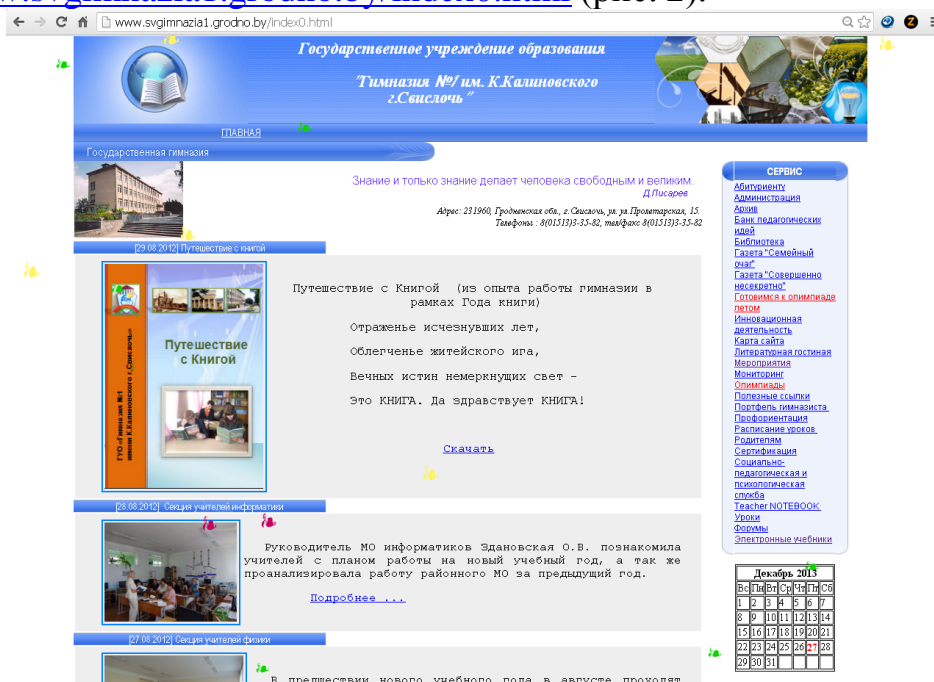 w.svgimnazia1.grodno.by/index0.html (рис. 2).
www.svgimnazia1.grodno.by/index0.html
Государственное учреждение образования
"Гимназия №1 им. К.Калиновского
г.Свислочь "
ГЛАВНАЯ
Государственная гимназия
Знание и только знание делает человека свободным и великим.
Д.Писарев
Адрес: 231960, Гродненская обл., г. Свислочь, ул. ул.Пролетарская, 15.
Телефоны : 8(01513)3-35-82, тел/факс 8(01513)3-35-82
[29.08.2012] Путешествие с книгой
Путешествие
с Книгой
ГУО «Гимназия №1
имени К.Калиновского г.Свислочь»
Путешествие с Книгой (из опыта работы гимназии в
рамках Года книги)
Отраженье исчезнувших лет,
Облегченье житейского ига,
Вечных истин немеркнущих свет –
Это КНИГА. Да здравствует КНИГА!
Скачать
[28.08.2012] Секция учителей информатики
Руководитель МО информатиков Здановская О.В. познакомила
учителей с планом работы на новый учебный год, а так же
проанализировала работу районного МО за предыдущий год.
Подробнее ...
[27.08.2012] Секция учителей физики
В предшествии нового учебного года в августе проходят
СЕРВИС
Абитуриенту
Администрация
Архив
Банк педагогических
идей
Библиотека
Газета "Семейный
очаг"
Газета "Совершенно
несекретно"
Готовимся к олимпиаде
летом
Инновационная
деятельность
Карта сайта
Литературная гостиная
Мероприятия
Мониторинг
Олимпиады
Полезные ссылки
Портфель гимназиста
Профориентация
Расписание уроков
Родителям
Сертификация
Социально-
педагогическая и
психологическая
служба
Teacher NOTEBOOK
Уроки
Форумы
Электронные учебники
Декабрь 2013
Вс Пн Вт Ср Чт Пт Сб
1 2 3 4 5 6 7
8 9 10 11 12 13 14
15 16 17 18 19 20 21
22 23 24 25 26 27 28
29 30 31